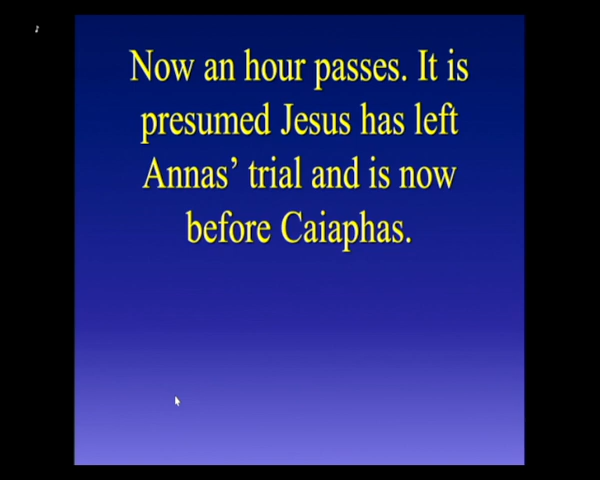 Now an hour passes. It is
presumed Jesus has left
Annas’ trial and is now
before Caiaphas.